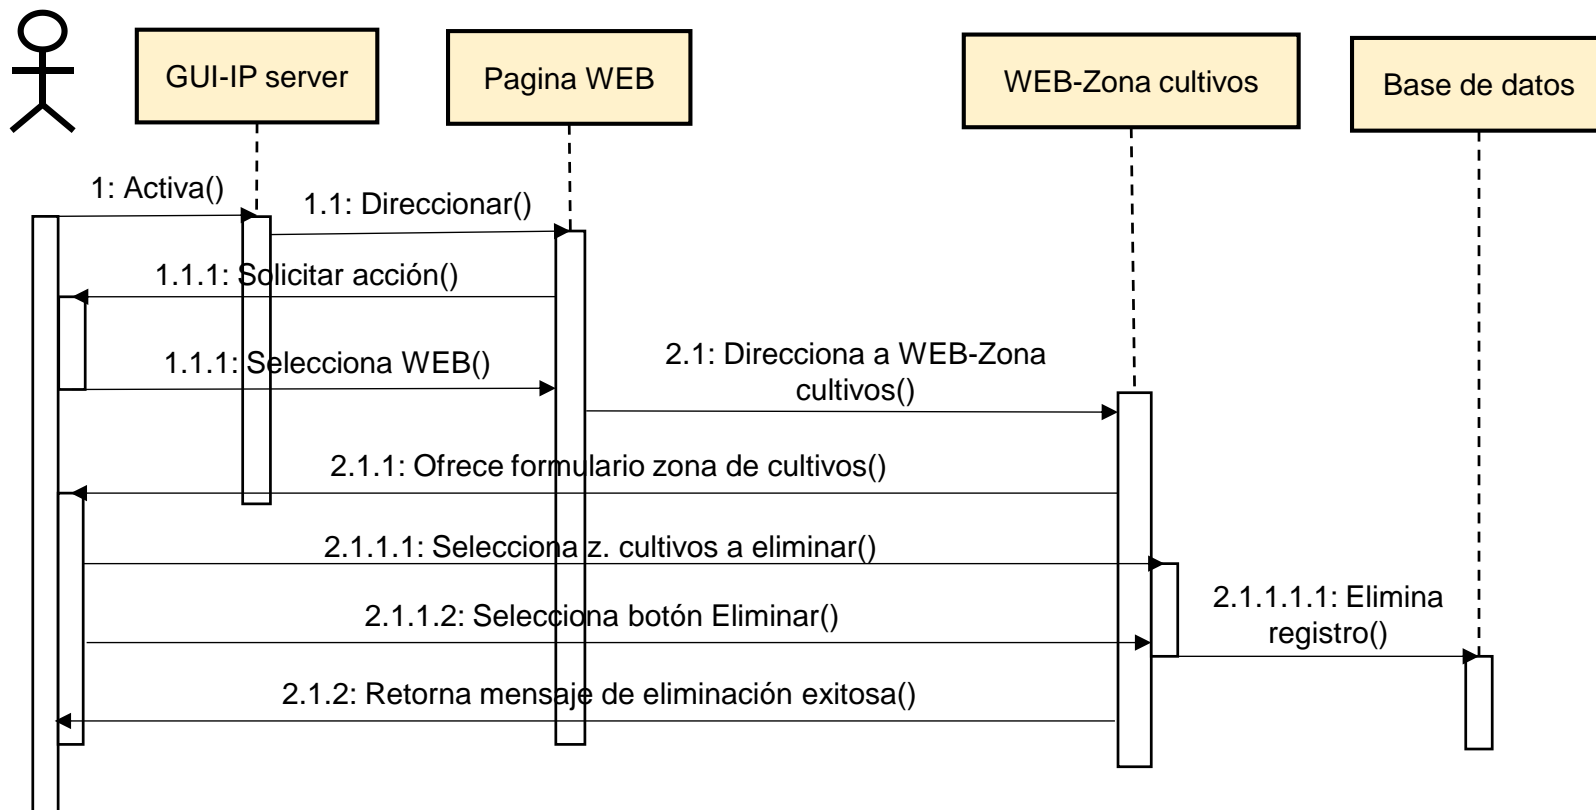 GUI-IP server
Pagina WEB
WEB-Zona cultivos
Base de datos
1: Activa()
1.1: Direccionar()
1.1.1: Solicitar acción()
1.1.1: Selecciona WEB()
2.1: Direcciona a WEB-Zona
cultivos()
2.1.1: Ofrece formulario zona de cultivos()
2.1.1.1: Selecciona z. cultivos a eliminar()
2.1.1.2: Selecciona botón Eliminar()
2.1.1.1.1: Elimina
registro()
2.1.2: Retorna mensaje de eliminación exitosa()